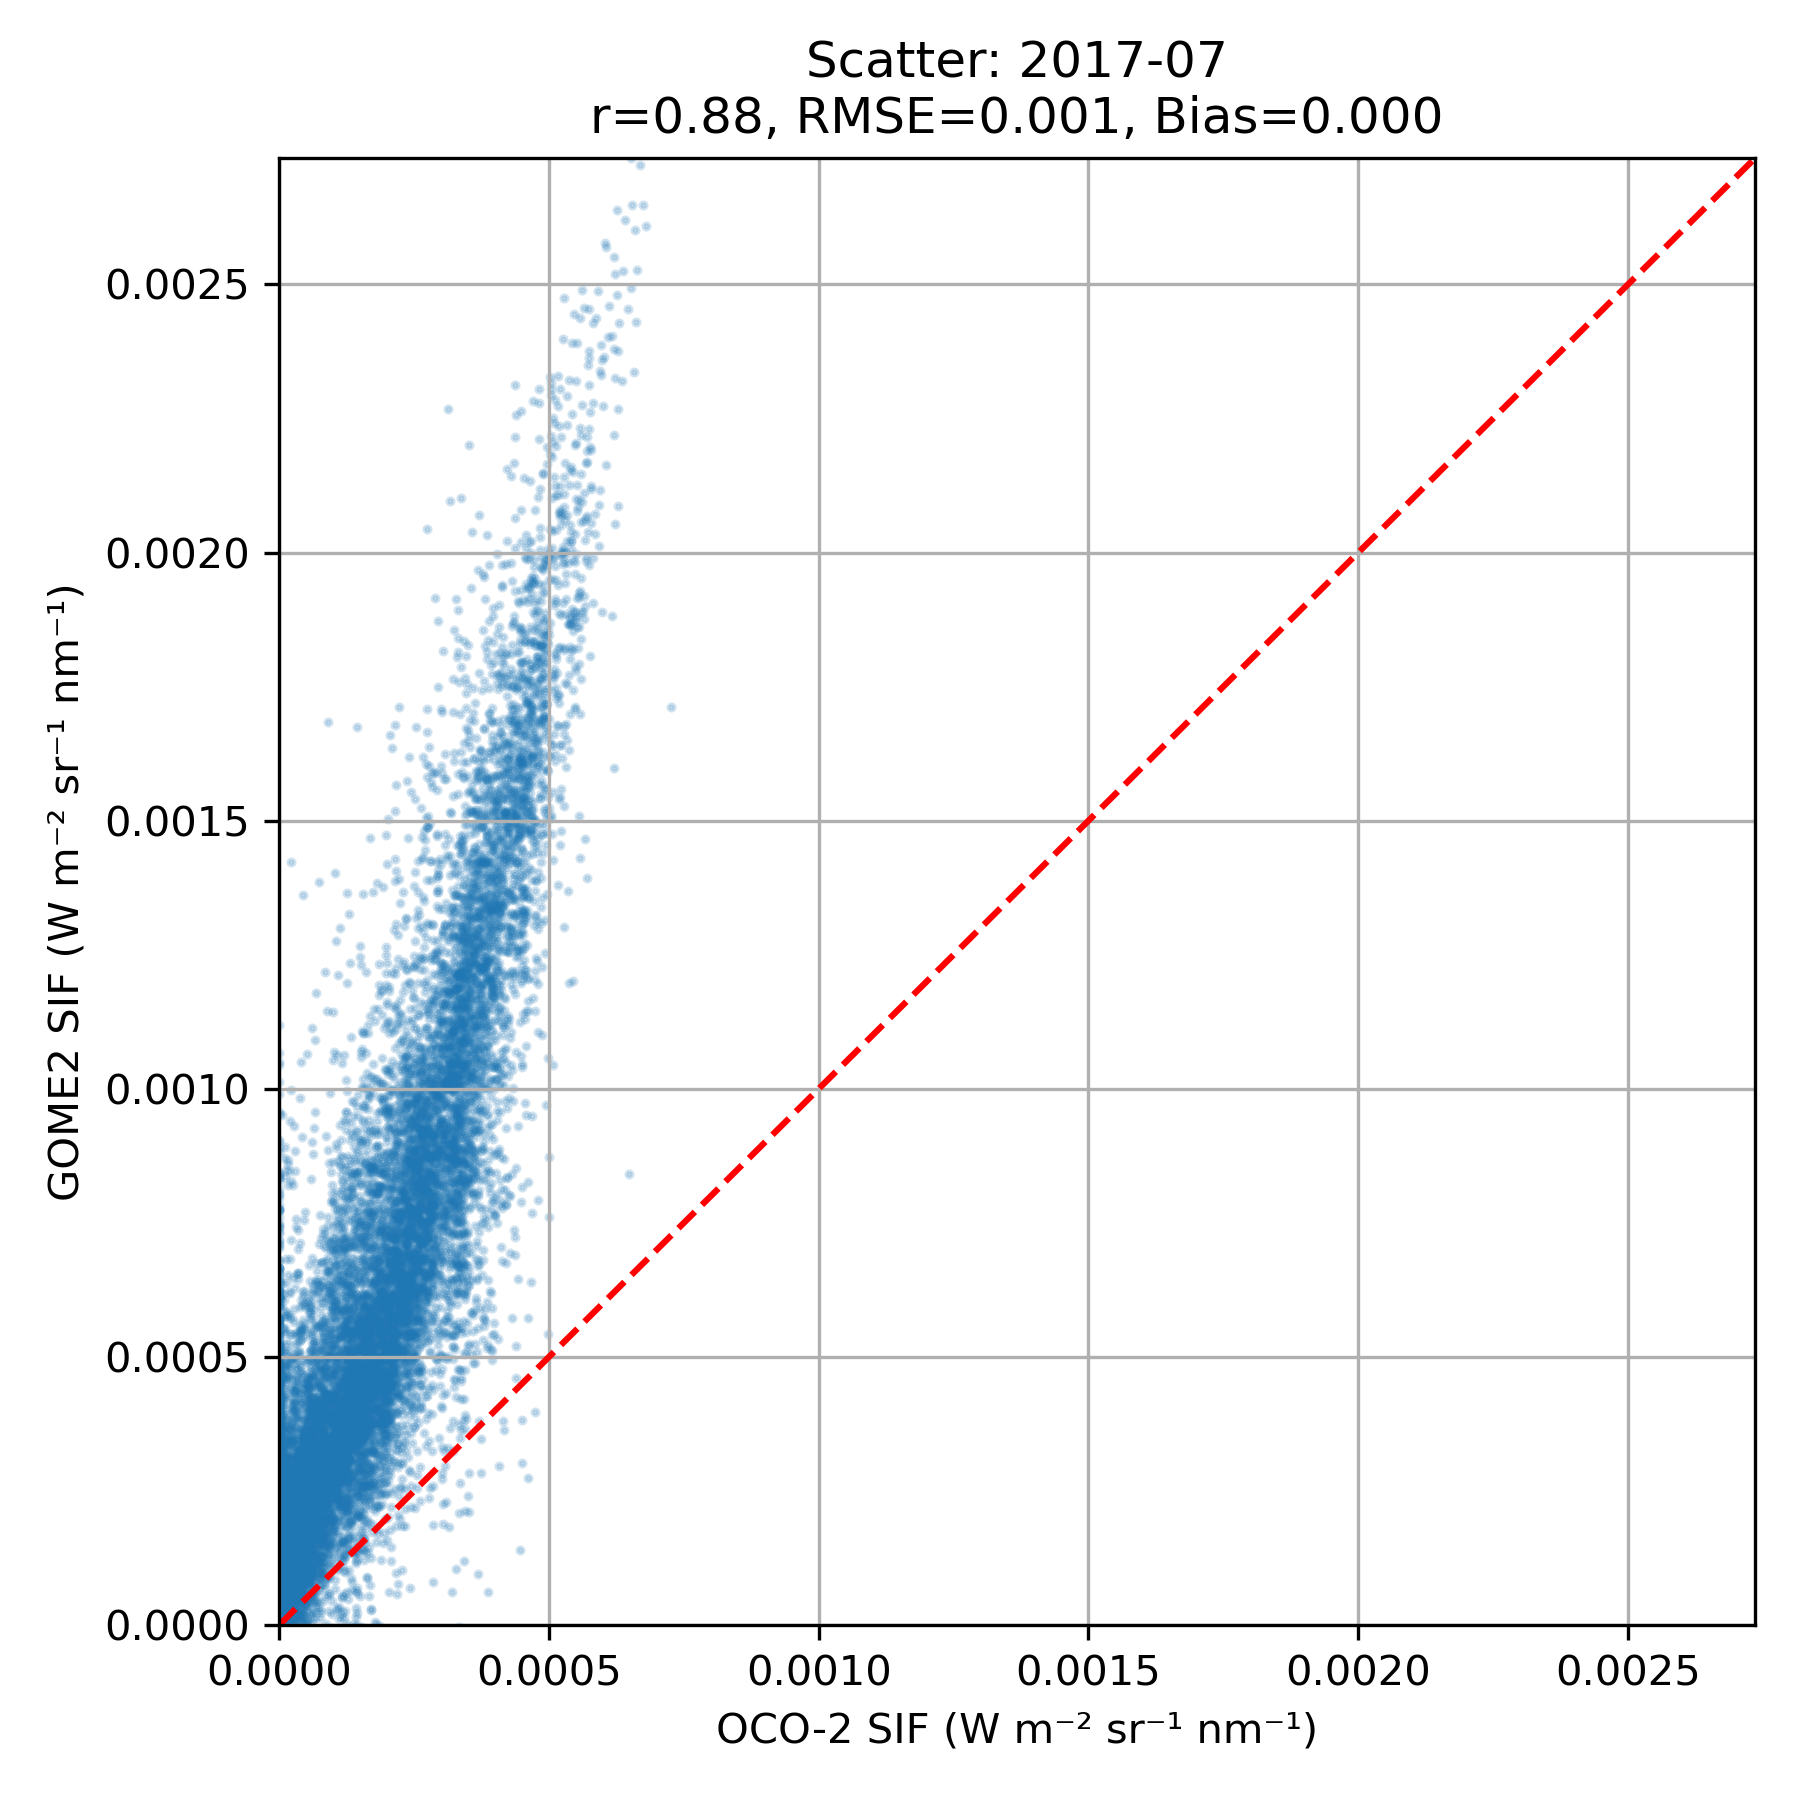 Scatter: 2017-07
r=0.88, RMSE=0.001, Bias=0.000
0.0025
0.0020
0.0015
0.0010
0.0005
0.0000
GOME2 SIF (W m⁻² sr⁻¹ nm⁻¹)
0.0000 0.0005 0.0010 0.0015 0.0020 0.0025
OCO-2 SIF (W m⁻² sr⁻¹ nm⁻¹)